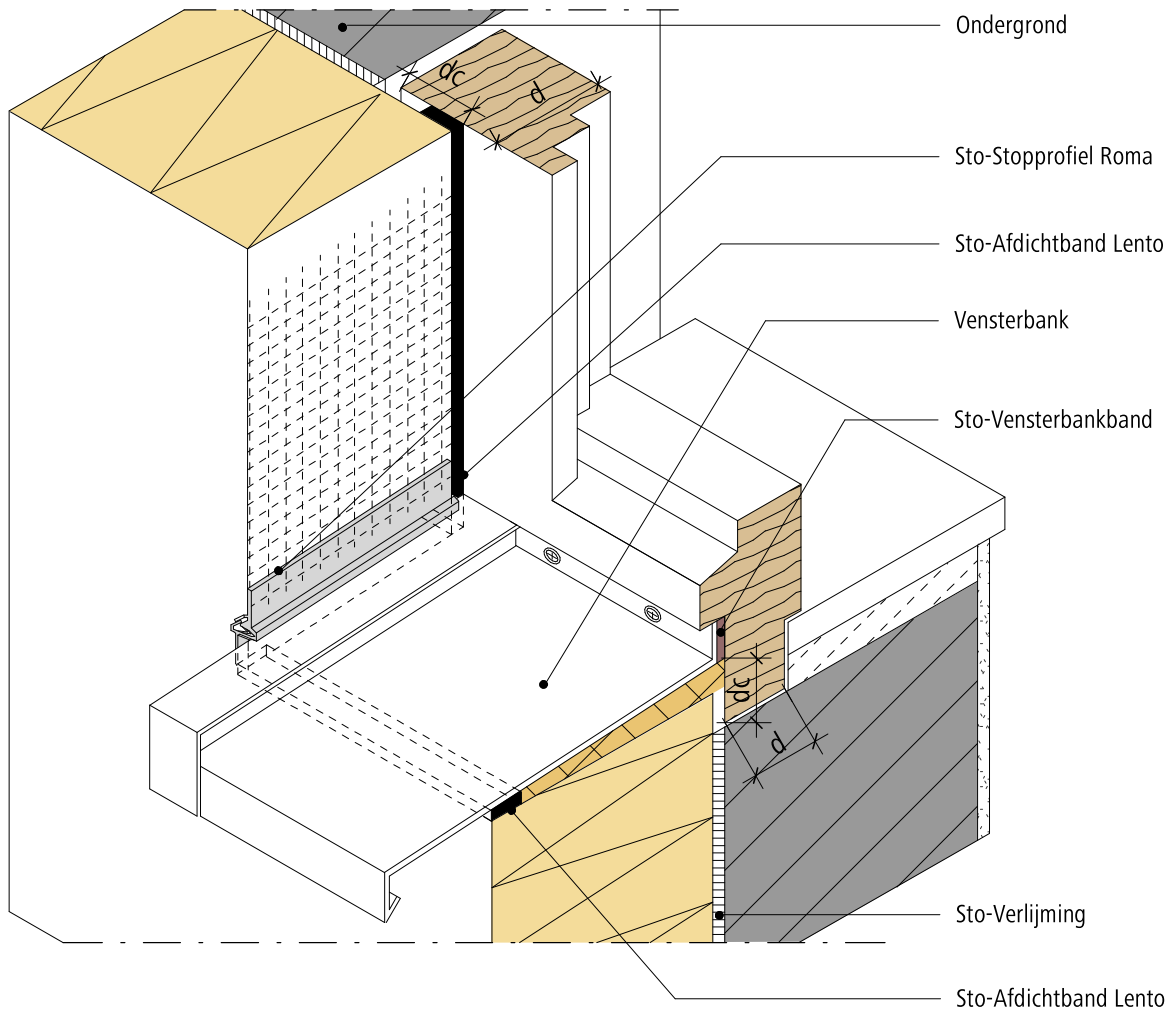 Ondergrond
dc
d
Sto-Stopprofiel Roma
Sto-Afdichtband Lento
Vensterbank
Sto-Vensterbankband
dc
d
Sto-Verlijming
Sto-Afdichtband Lento